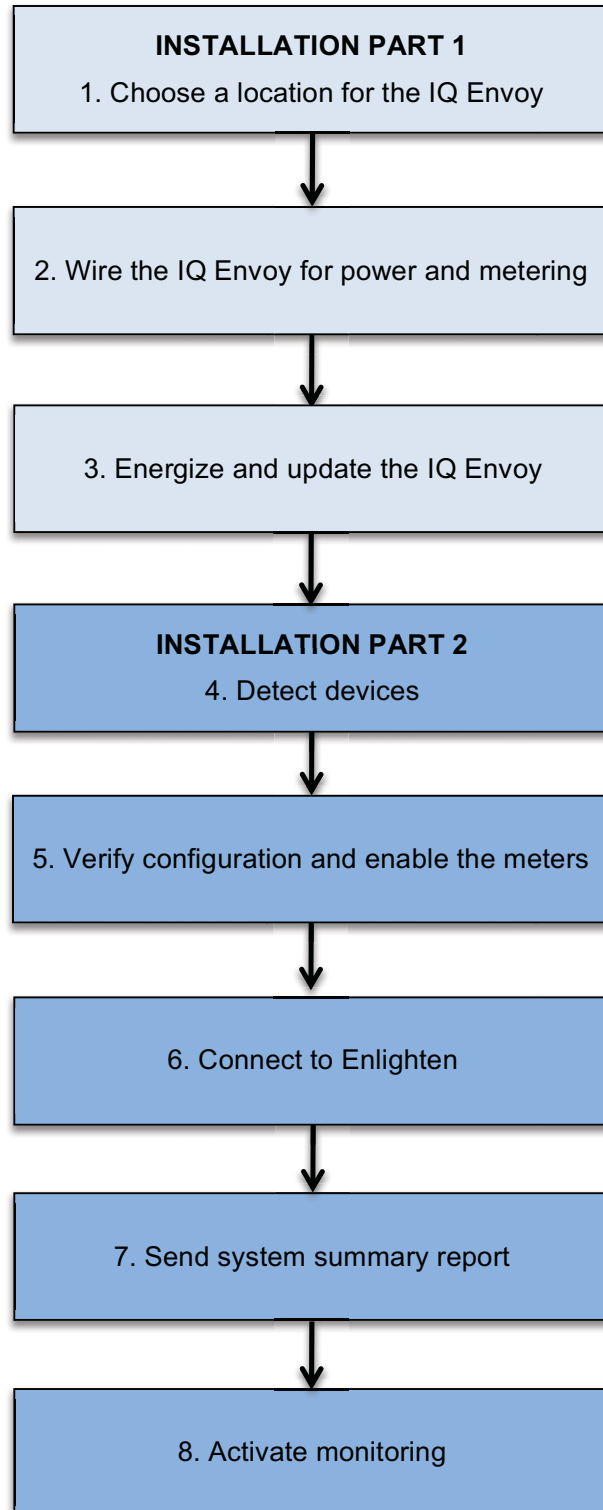 INSTALLATION PART 1
1. Choose a location for the IQ Envoy
2. Wire the IQ Envoy for power and metering
3. Energize and update the IQ Envoy
INSTALLATION PART 2
4. Detect devices
5. Verify configuration and enable the meters
6. Connect to Enlighten
7. Send system summary report
8. Activate monitoring